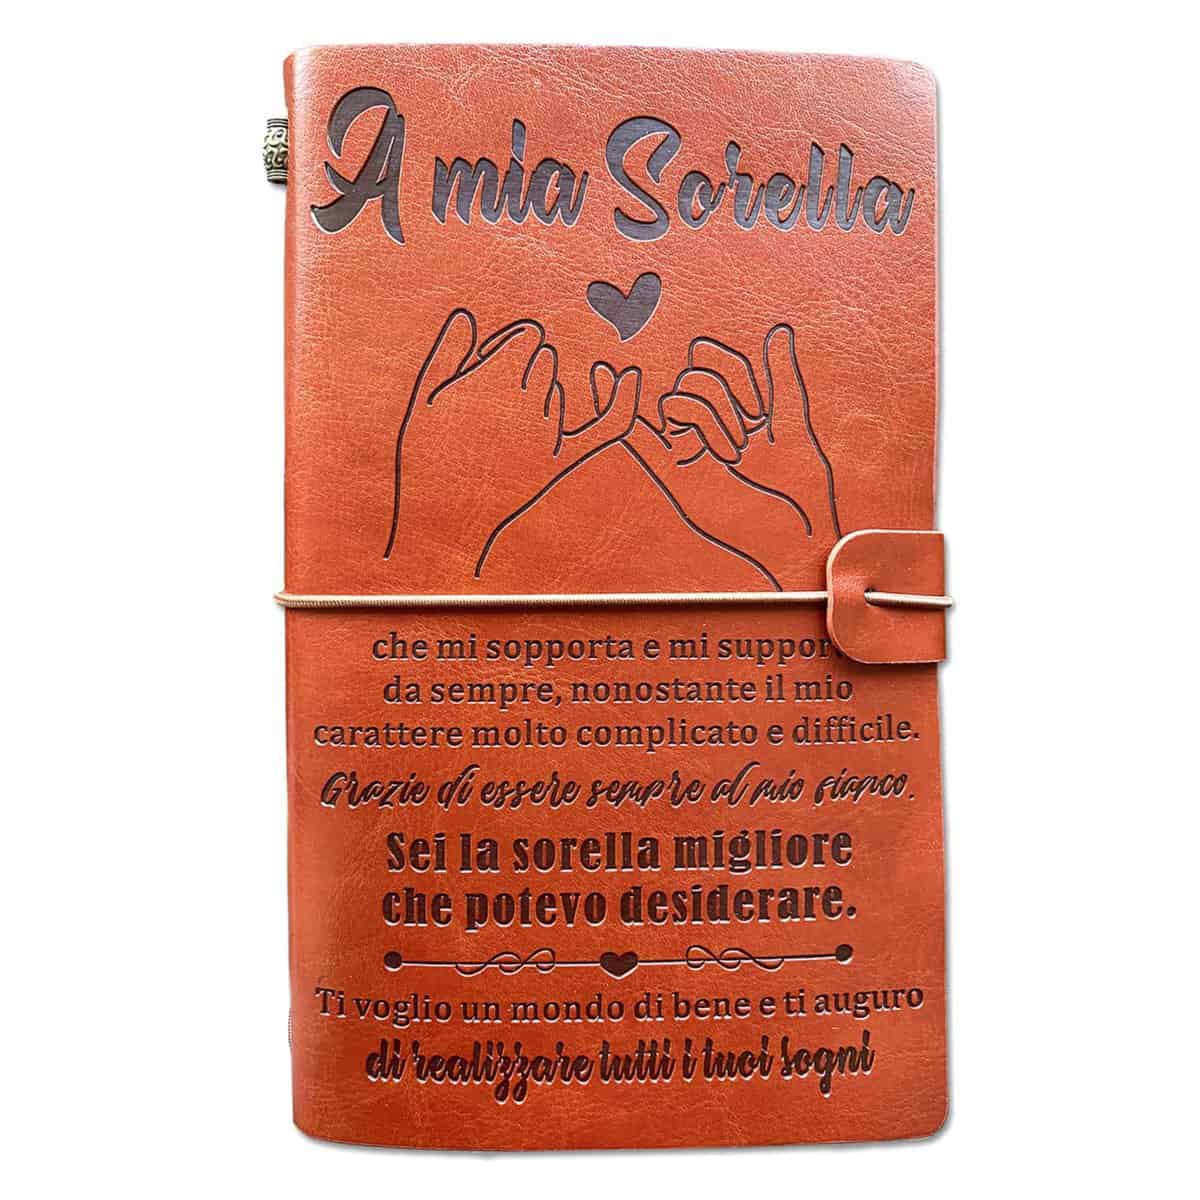 A mia Sorella
che mi sopporta e mi suppor
da sempre, nonostante il mio
carattere molto complicato e difficile.
Grazie di essere sempre al mio fianco.
Sei la sorella migliore
che potevo desiderare.
Ti voglio un mondo di bene e ti auguro
di realizzare tutti i tuoi sogni